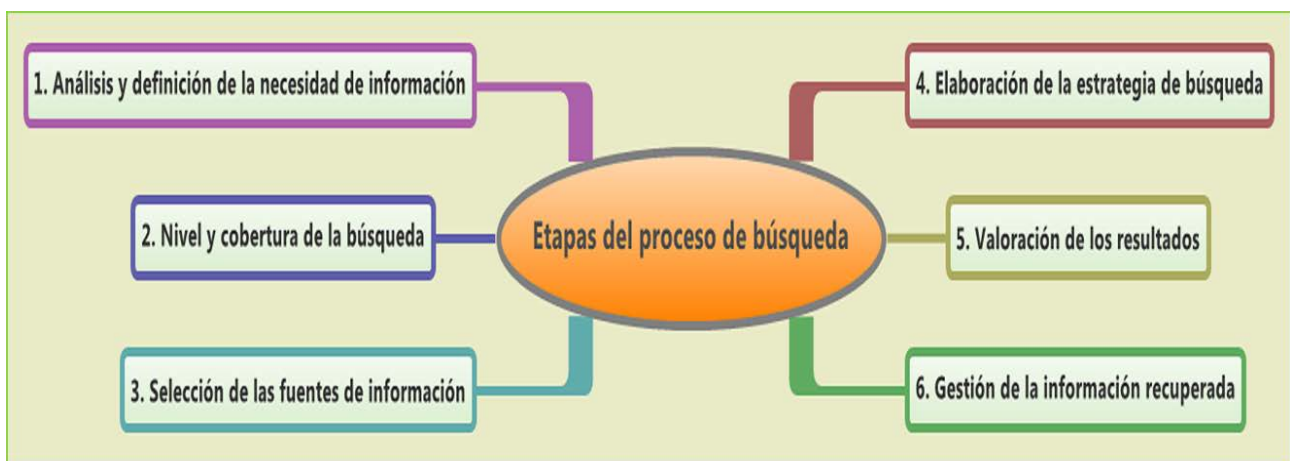 1. Análisis y definición de la necesidad de información
2. Nivel y cobertura de la búsqueda
3. Selección de las fuentes de información
Etapas del proceso de búsqueda
4. Elaboración de la estrategia de búsqueda
5. Valoración de los resultados
6. Gestión de la información recuperada